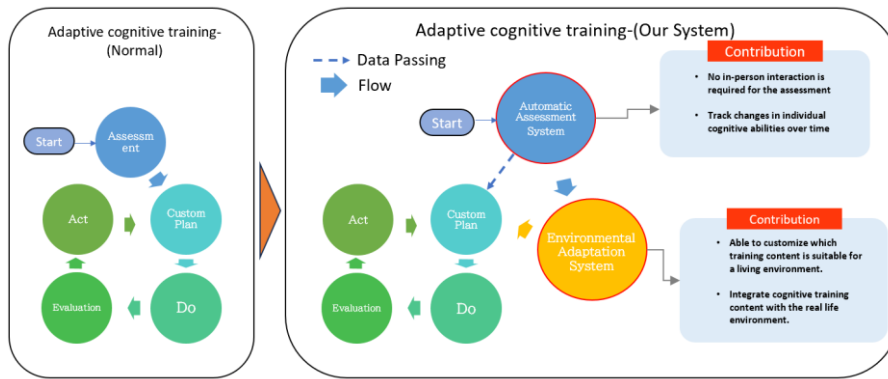 Adaptive cognitive training-
(Normal)
Start
Assessm
ent
Act
Custom
Plan
Evaluation
Do
Adaptive cognitive training-(Our System)
Data Passing
Flow
Start
Automatic
Assessment
System
Act
Custom
Plan
Environmental
Adaptation
System
Evaluation
Do
Contribution
• No in-person interaction is
required for the assessment
• Track changes in individual
cognitive abilities over time
Contribution
• Able to customize which
training content is suitable for
a living environment.
• Integrate cognitive training
content with the real life
environment.